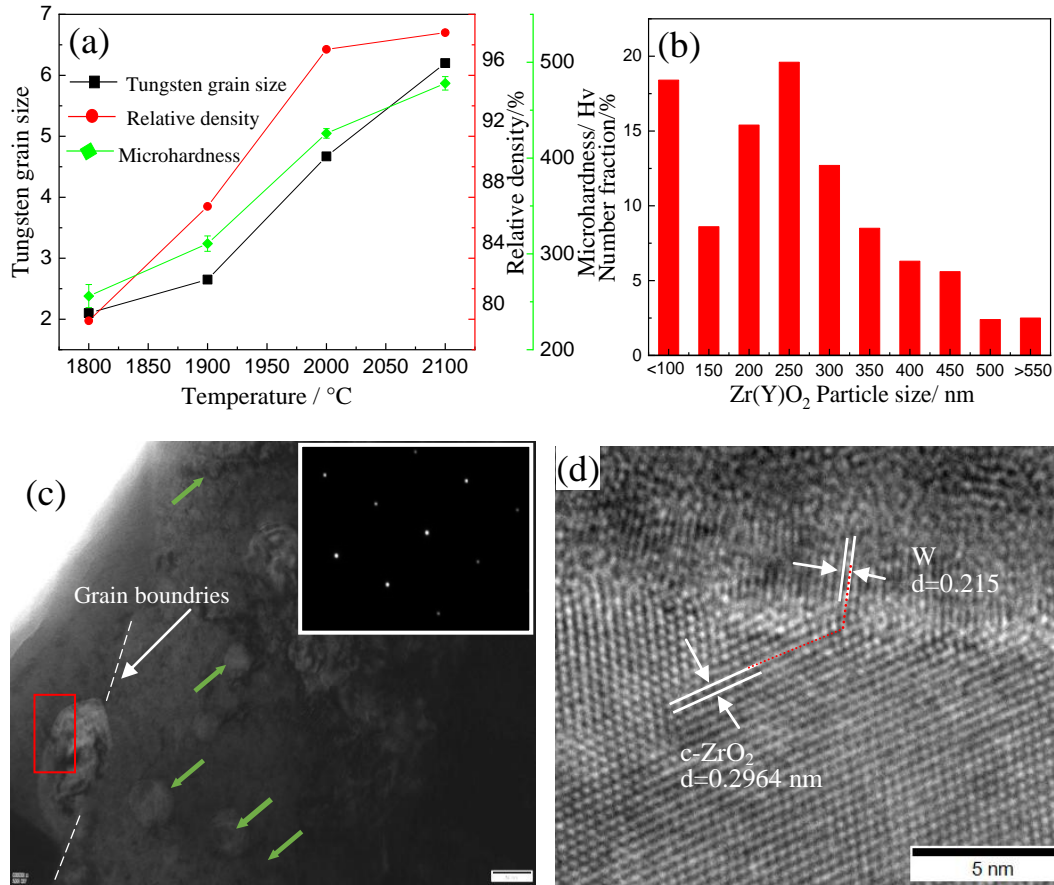 (a)
7
6
5
4
3
2
Tungsten grain size
Tungsten grain size
Relative density
Microhardness
1800 1850 1900 1950 2000 2050 2100
Temperature / °C
96
92
88
84
80
Relative density/%
500
400
300
200
Microhardness/ Hv
(b)
20
15
10
5
0
Number fraction/%
<100 150 200 250 300 350 400 450 500 >550
Zr(Y)O2 Particle size/ nm
(c)
Grain boundries
(d)
W
d=0.215
c-ZrO2
d=0.2964 nm
5 nm